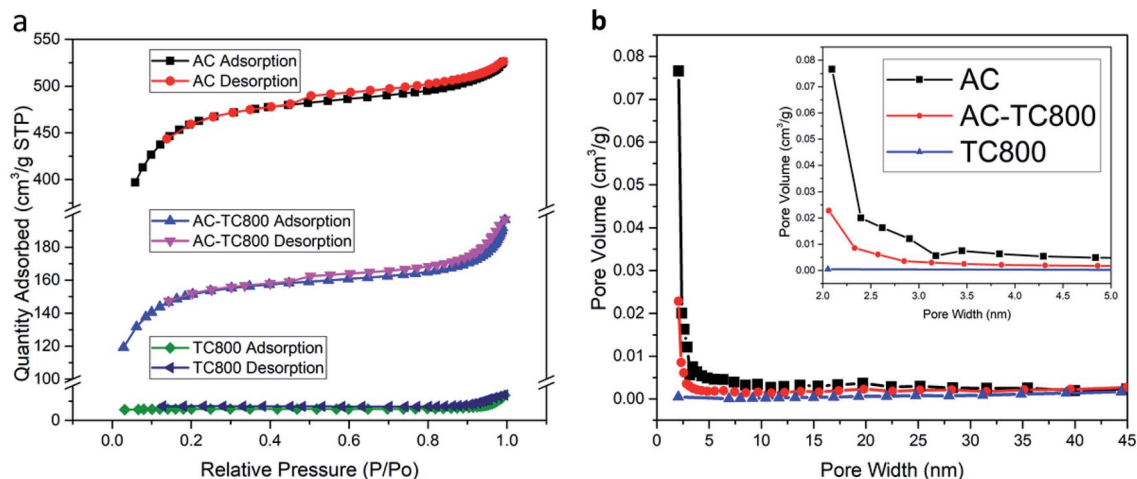 a
Quantity Adsorbed (cm³/g STP)
550
500
450
400
180
160
140
120
100
0
AC Adsorption
AC Desorption
AC-TC800 Adsorption
AC-TC800 Desorption
TC800 Adsorption
TC800 Desorption
0.0 0.2 0.4 0.6 0.8 1.0
Relative Pressure (P/Po)
b
Pore Volume (cm³/g)
0.08
0.07
0.06
0.05
0.04
0.03
0.02
0.01
0.00
0 5 10 15 20 25 30 35 40 45
Pore Width (nm)
Pore Volume (cm³/g)
0.08
0.07
0.06
0.05
0.04
0.03
0.02
0.01
0.00
AC
AC-TC800
TC800
2.0 2.5 3.0 3.5 4.0 4.5 5.0
Pore Width (nm)